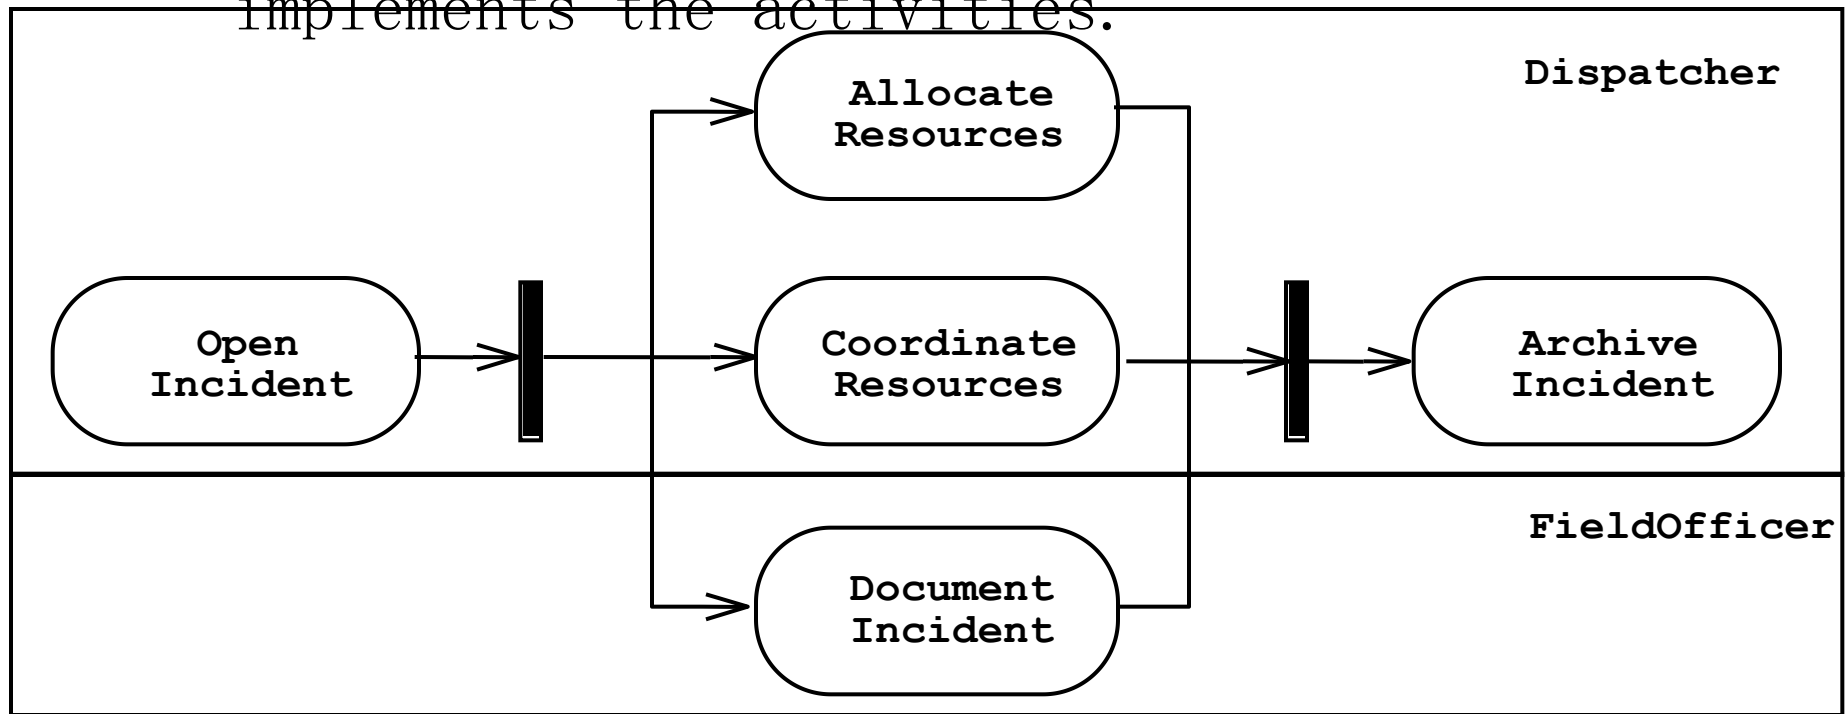 implements the activities.
Dispatcher
Allocate
Resources
Open
Incident
Coordinate
Resources
Archive
Incident
FieldOfficer
Document
Incident